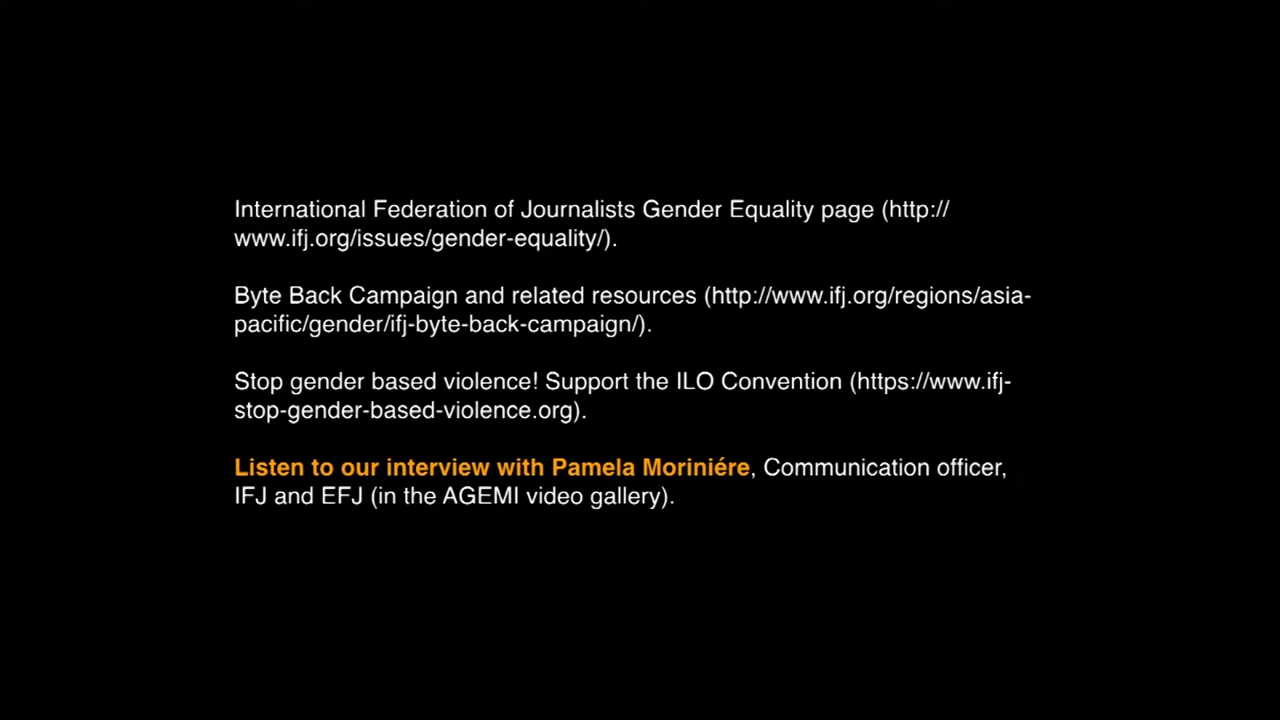 International Federation of Journalists Gender Equality page (http://
www.ifj.org/issues/gender-equality/).
Byte Back Campaign and related resources (http://www.ifj.org/regions/asia-
pacific/gender/ifj-byte-back-campaign/).
Stop gender based violence! Support the ILO Convention (https://www.ifj-
stop-gender-based-violence.org).
Listen to our interview with Pamela Moriniére, Communication officer,
IFJ and EFJ (in the AGEMI video gallery).